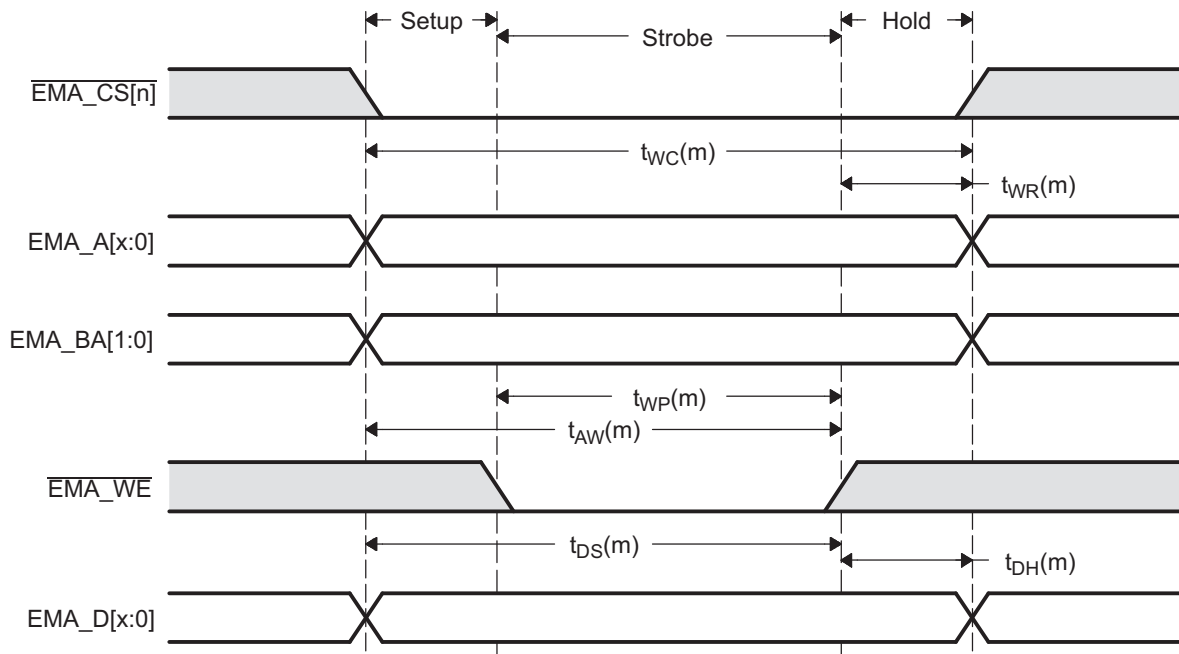 Setup
Hold
Strobe
EMA_CS[n]
tWC(m)
tWR(m)
EMA_A[x:0]
EMA_BA[1:0]
tWP(m)
tAW(m)
EMA_WE
tDS(m)
tDH(m)
EMA_D[x:0]